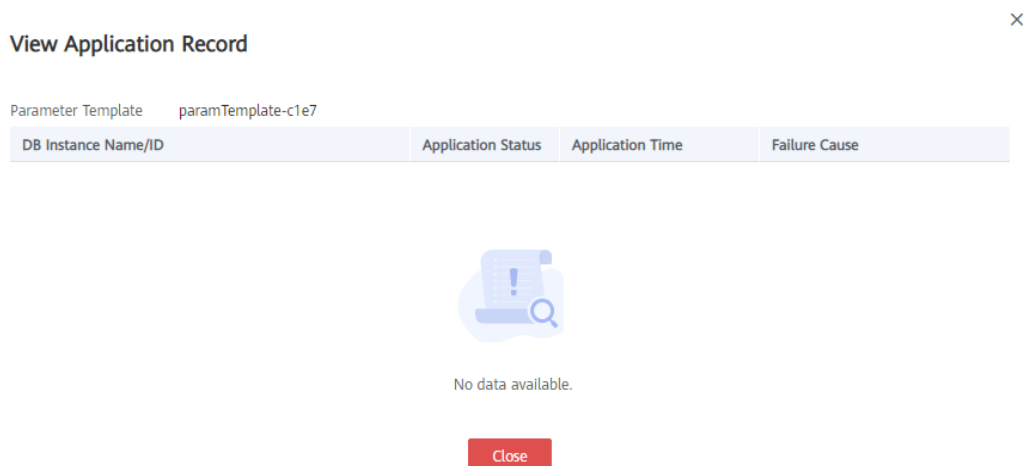 View Application Record
Parameter Template paramTemplate-c1e7
DB Instance Name/ID Application Status Application Time Failure Cause
No data available.
Close